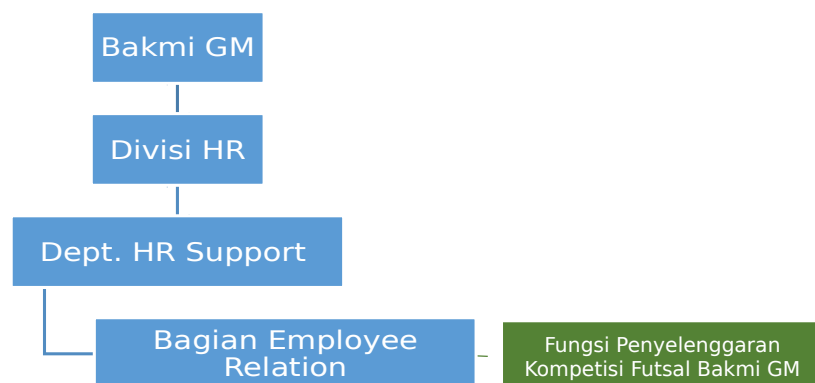 Bakmi GM
Divisi HR
Dept. HR Support
Bagian Employee
Relation
Fungsi Penyelenggaran
Kompetisi Futsal Bakmi GM